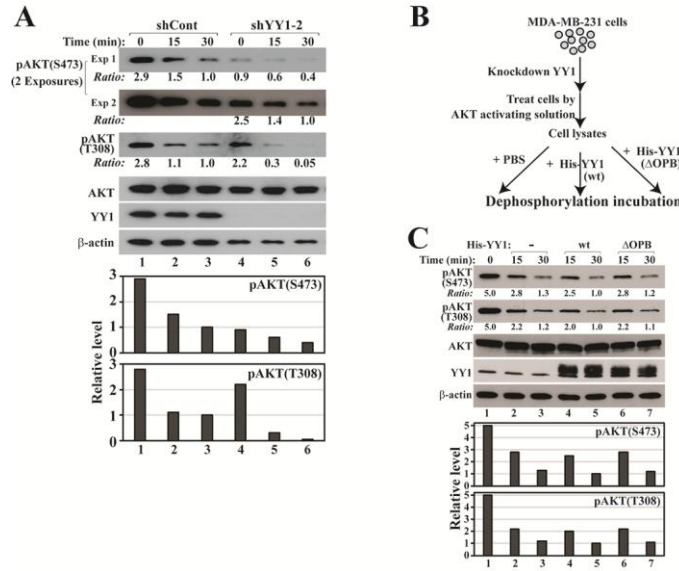 A
shCont shYY1-2
Time (min): 0 15 30 0 15 30
pAKT(S473)
(2 Exposures)
Exp 1
Ratio: 2.9 1.5 1.0 0.9 0.6 0.4
Exp 2
Ratio: 2.5 1.4 1.0
pAKT
(T308)
Ratio: 2.8 1.1 1.0 2.2 0.3 0.05
AKT
YY1
β-actin
1 2 3 4 5 6
Relative level
3
2
1
0
pAKT(S473)
3
2
1
0
pAKT(T308)
1 2 3 4 5 6
B
MDA-MB-231 cells
Knockdown YY1
Treat cells by
AKT activating solution
Cell lysates
+ PBS
+ His-YY1
(wt)
+ His-YY1
(ΔOPB)
Dephosphorylation incubation
C
His-YY1: - wt ΔOPB
Time (min): 0 15 30 15 30 15 30
pAKT
(S473)
Ratio: 5.0 2.8 1.3 2.5 1.0 2.8 1.2
pAKT
(T308)
Ratio: 5.0 2.2 1.2 2.0 1.0 2.2 1.1
AKT
YY1
β-actin
1 2 3 4 5 6 7
Relative level
5
4
3
2
1
0
pAKT(S473)
5
4
3
2
1
0
pAKT(T308)
1 2 3 4 5 6 7